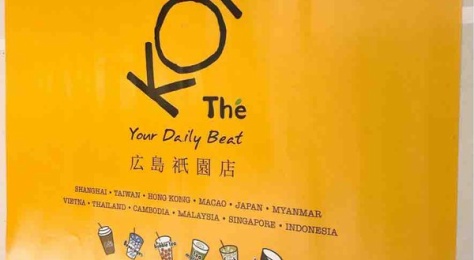 KOI
Thé
Your Daily Beat
広島祇園店
SHANGHAI • TAIWAN • HONG KONG • MACAO • JAPAN • MYANMAR
VIETNA • THAILAND • CAMBODIA • MALAYSIA • SINGAPORE • INDONESIA